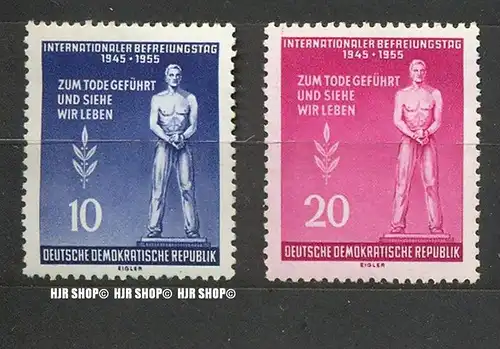 INTERNATIONALER BEFREIUNGSTAG
1945 • 1955
ZUM TODE GEFÜHRT
UND SIEHE
WIR LEBEN
10
DEUTSCHE DEMOKRATISCHE REPUBLIK
EIGLER
INTERNATIONALER BEFREIUNGSTAG
1945 • 1955
ZUM TODE GEFÜHRT
UND SIEHE
WIR LEBEN
20
DEUTSCHE DEMOKRATISCHE REPUBLIK
EIGLER
HJR SHOP© HJR SHOP© HJR SHOP©